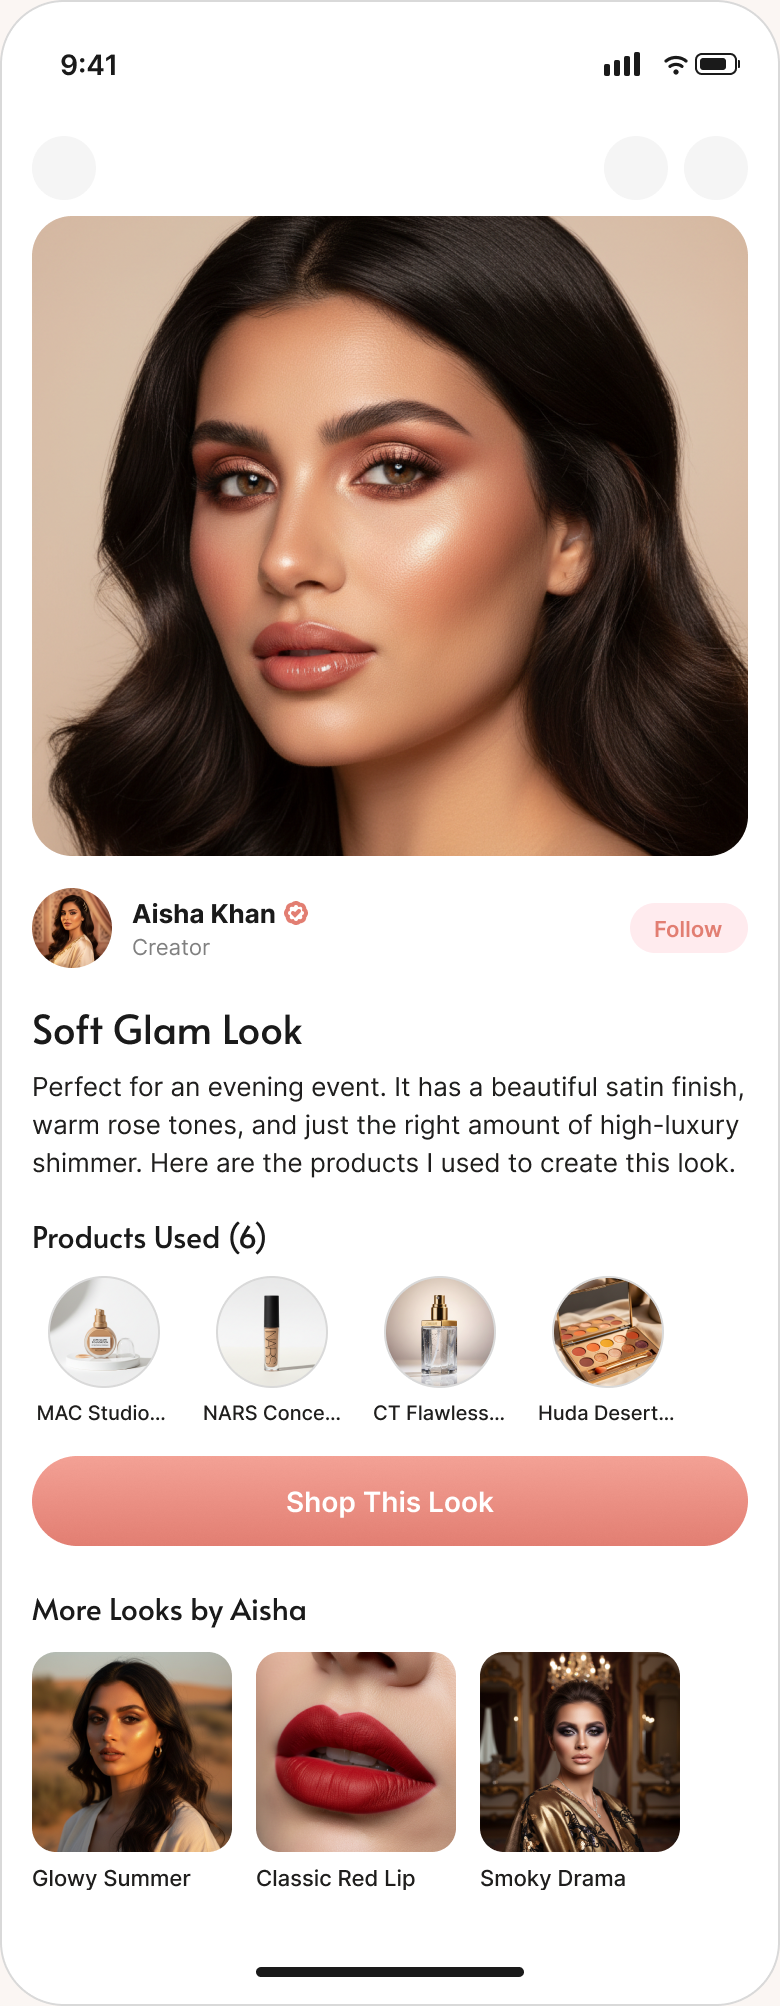 9:41
Aisha Khan
Creator
Follow
Soft Glam Look
Perfect for an evening event. It has a beautiful satin finish,
warm rose tones, and just the right amount of high-luxury
shimmer. Here are the products I used to create this look.
Products Used (6)
NARS
MAC Studio...
NARS Conce...
CT Flawless...
Huda Desert...
Shop This Look
More Looks by Aisha
Glowy Summer
Classic Red Lip
Smoky Drama